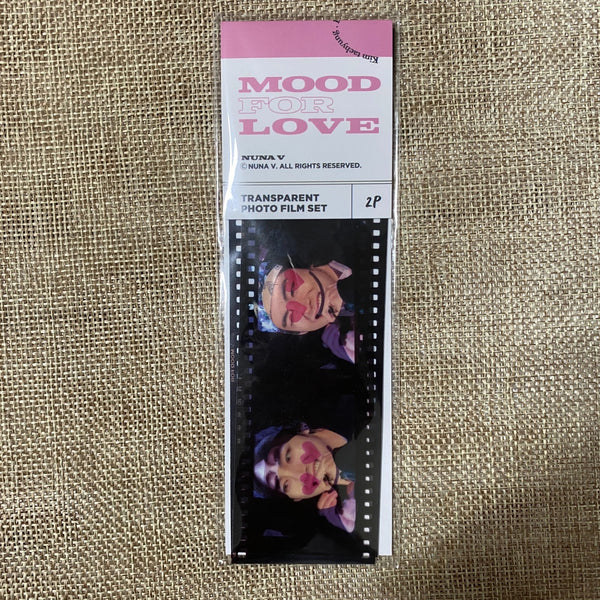 Kim taehyung.
MOOD
FOR
LOVE
NUNA V
© NUNA V. ALL RIGHTS RESERVED.
TRANSPARENT
PHOTO FILM SET
2P